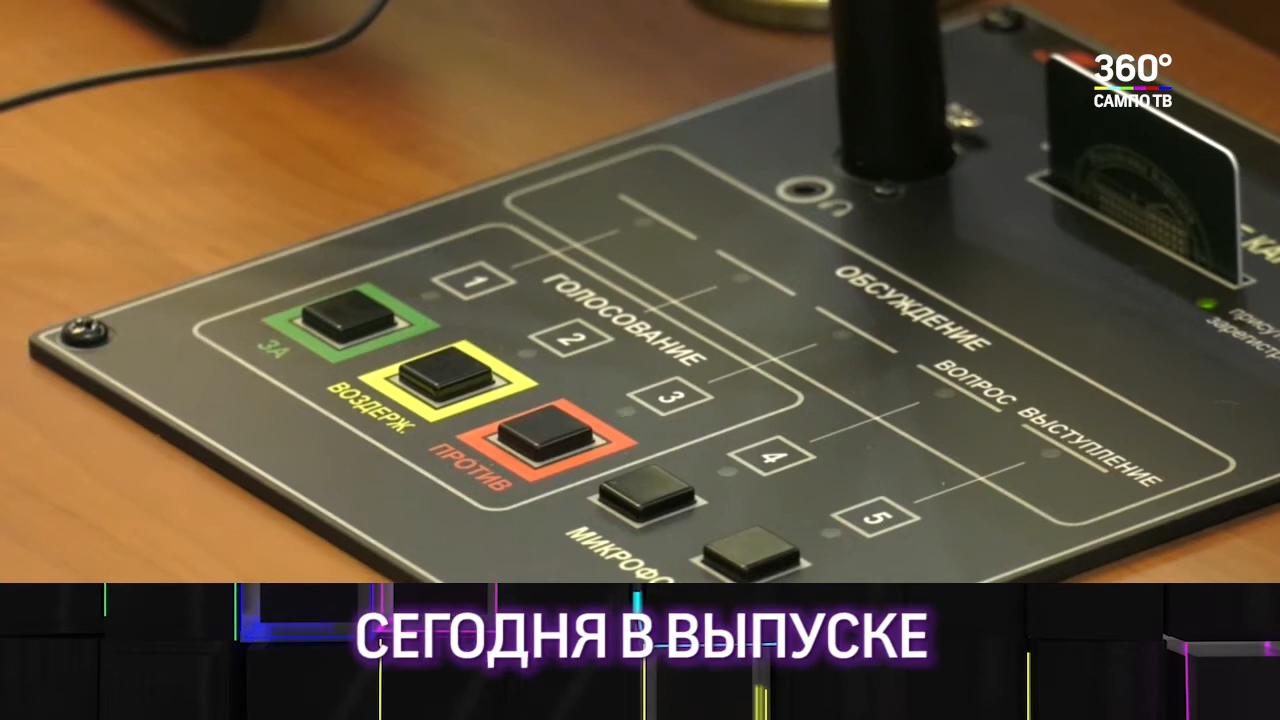 360°
САМПО ТВ
ОБСУЖДЕНИЕ
ГОЛОСОВАНИЕ
ВОПРОС
ВЫСТУПЛЕНИЕ
1
2
3
4
5
ЗА
ВОЗДЕРЖ.
ПРОТИВ
СЕГОДНЯ В ВЫПУСКЕ